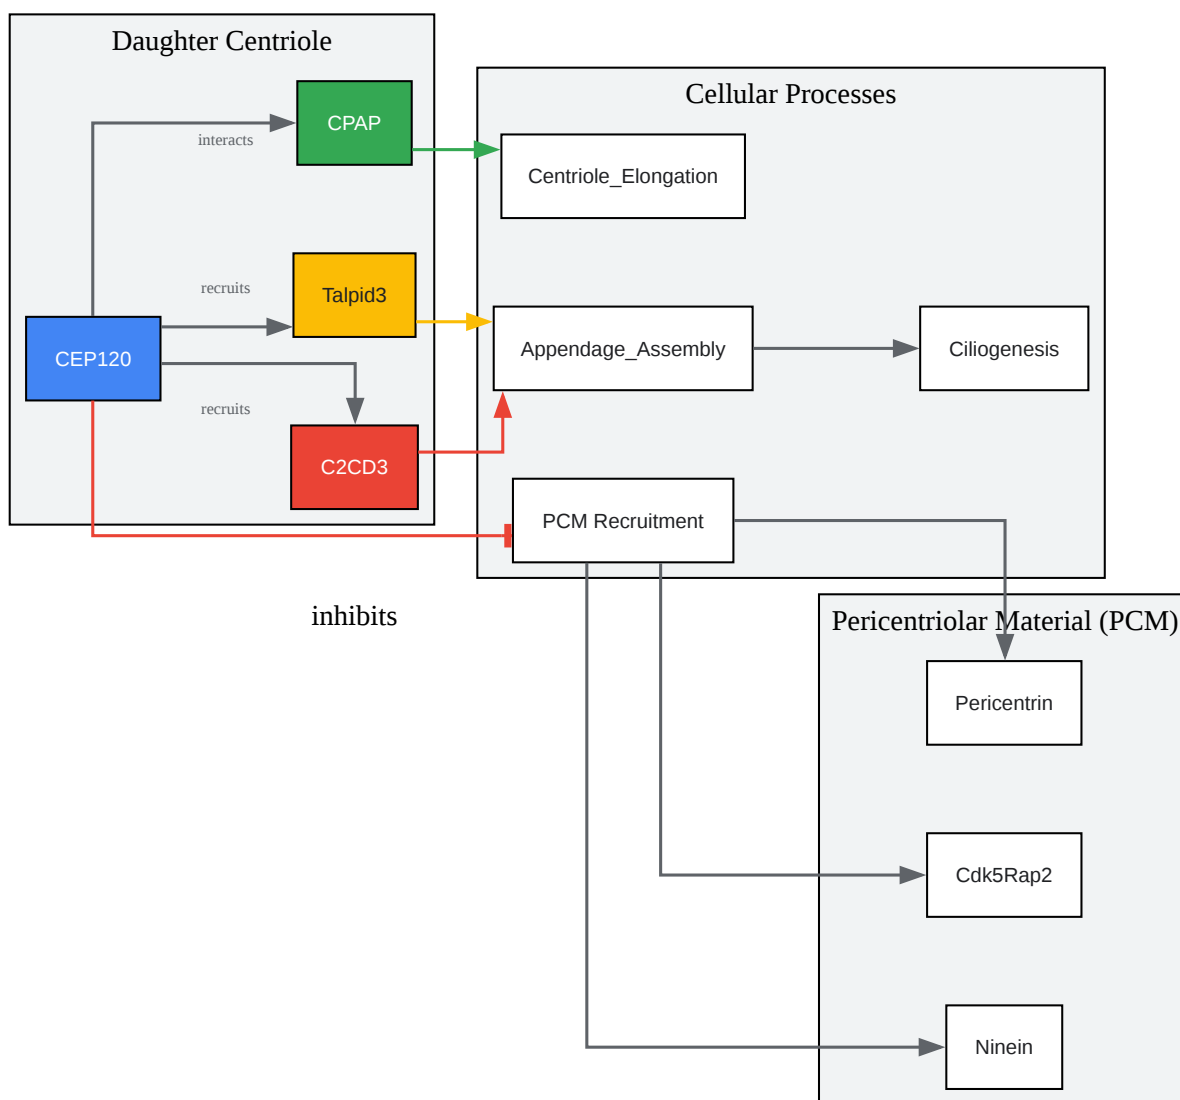 Daughter Centriole
CPAP
interacts
Cellular Processes
Centriole_Elongation
recruits
Talpid3
CEP120
recruits
C2CD3
Appendage_Assembly
Ciliogenesis
PCM Recruitment
inhibits
Pericentriolar Material (PCM)
Pericentrin
Cdk5Rap2
Ninein